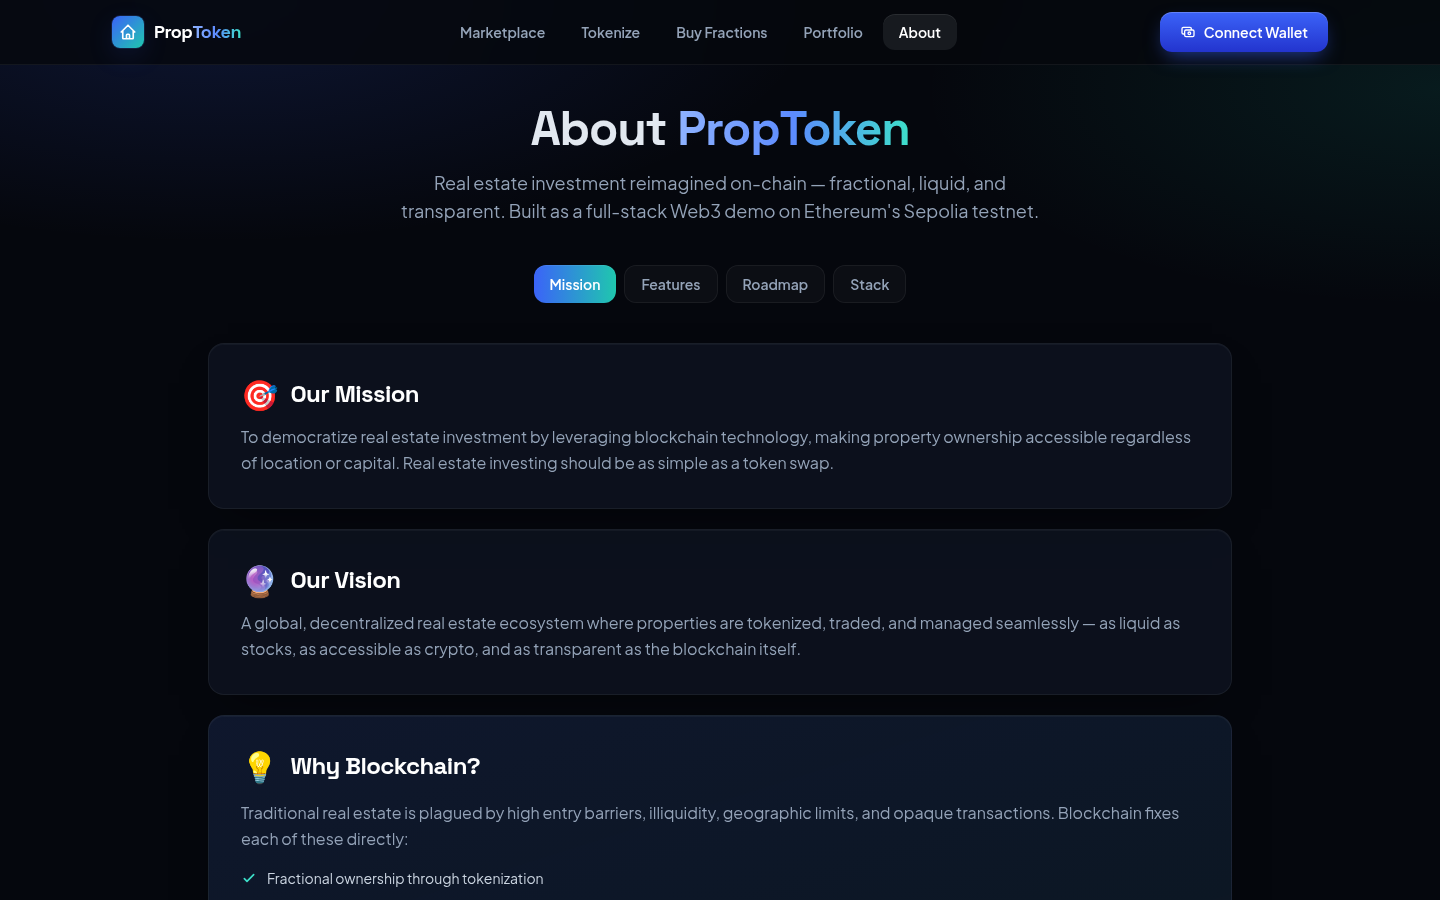 PropToken
Marketplace
Tokenize
Buy Fractions
Portfolio
About
Connect Wallet
About PropToken
Real estate investment reimagined on-chain — fractional, liquid, and
transparent. Built as a full-stack Web3 demo on Ethereum's Sepolia testnet.
Mission
Features
Roadmap
Stack
Our Mission
To democratize real estate investment by leveraging blockchain technology, making property ownership accessible regardless
of location or capital. Real estate investing should be as simple as a token swap.
Our Vision
A global, decentralized real estate ecosystem where properties are tokenized, traded, and managed seamlessly — as liquid as
stocks, as accessible as crypto, and as transparent as the blockchain itself.
Why Blockchain?
Traditional real estate is plagued by high entry barriers, illiquidity, geographic limits, and opaque transactions. Blockchain fixes
each of these directly:
Fractional ownership through tokenization